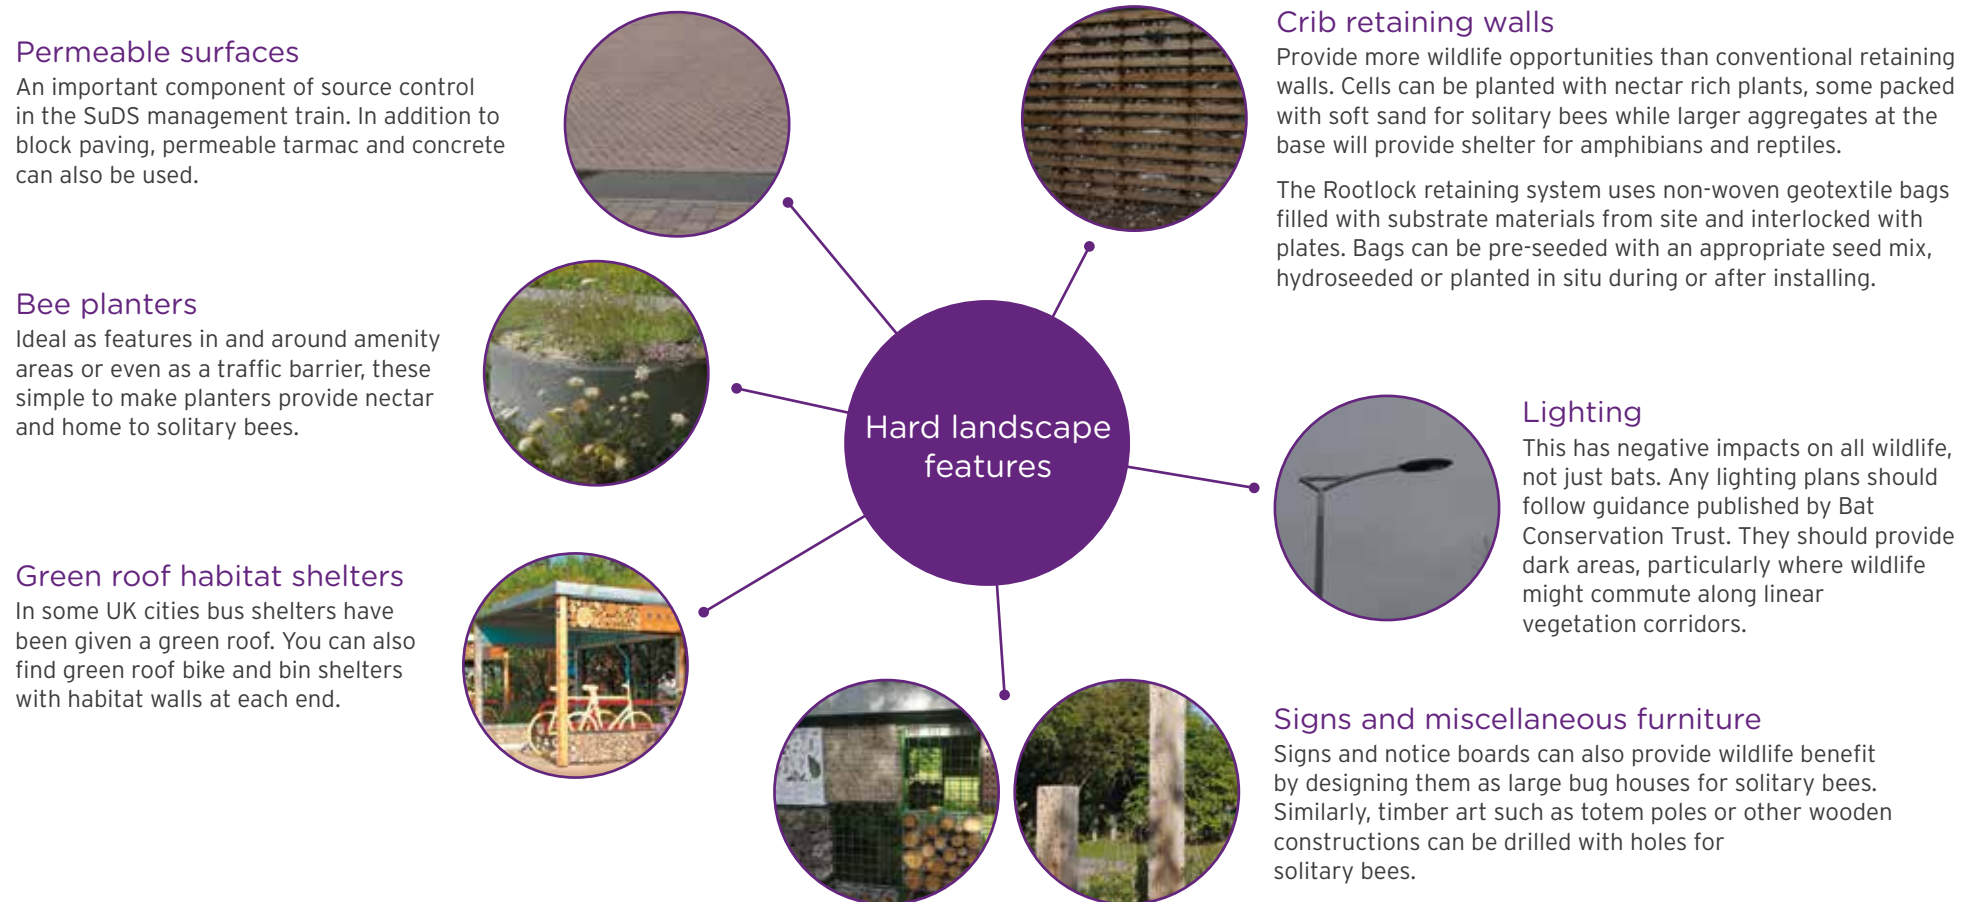 Permeable surfaces
An important component of source control
in the SuDS management train. In addition to
block paving, permeable tarmac and concrete
can also be used.
Bee planters
Ideal as features in and around amenity
areas or even as a traffic barrier, these
simple to make planters provide nectar
and home to solitary bees.
Green roof habitat shelters
In some UK cities bus shelters have
been given a green roof. You can also
find green roof bike and bin shelters
with habitat walls at each end.
Hard landscape
features
Crib retaining walls
Provide more wildlife opportunities than conventional retaining
walls. Cells can be planted with nectar rich plants, some packed
with soft sand for solitary bees while larger aggregates at the
base will provide shelter for amphibians and reptiles.
The Rootlock retaining system uses non-woven geotextile bags
filled with substrate materials from site and interlocked with
plates. Bags can be pre-seeded with an appropriate seed mix,
hydroseeded or planted in situ during or after installing.
Lighting
This has negative impacts on all wildlife,
not just bats. Any lighting plans should
follow guidance published by Bat
Conservation Trust. They should provide
dark areas, particularly where wildlife
might commute along linear
vegetation corridors.
Signs and miscellaneous furniture
Signs and notice boards can also provide wildlife benefit
by designing them as large bug houses for solitary bees.
Similarly, timber art such as totem poles or other wooden
constructions can be drilled with holes for
solitary bees.